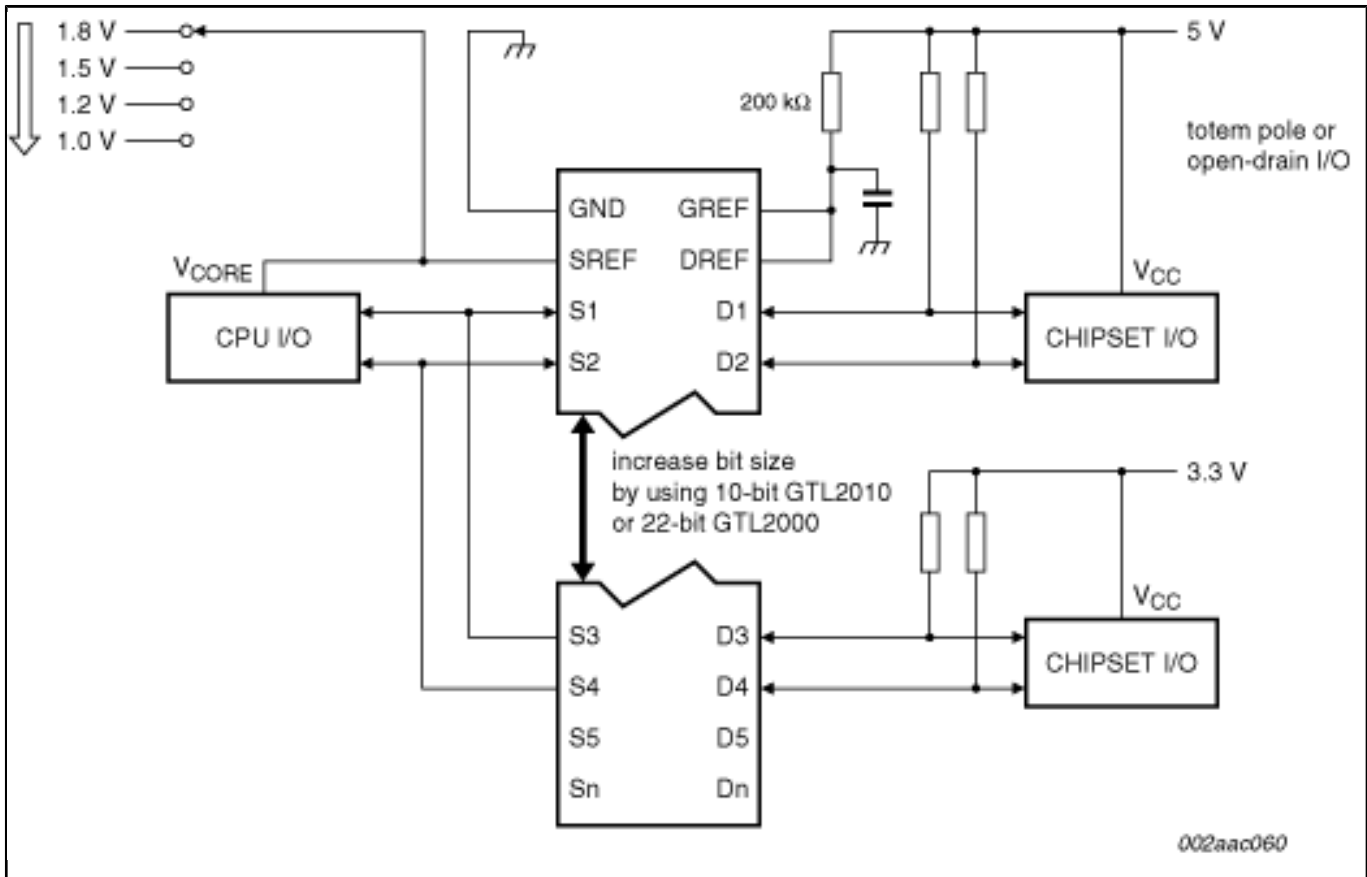 1.8 V
1.5 V
1.2 V
1.0 V
5 V
200 kΩ
totem pole or
open-drain I/O
GND
GREF
SREF
DREF
VCORE
CPU I/O
S1
D1
S2
D2
VCC
CHIPSET I/O
increase bit size
by using 10-bit GTL2010
or 22-bit GTL2000
3.3 V
VCC
S3
D3
CHIPSET I/O
S4
D4
S5
D5
Sn
Dn
002aac060